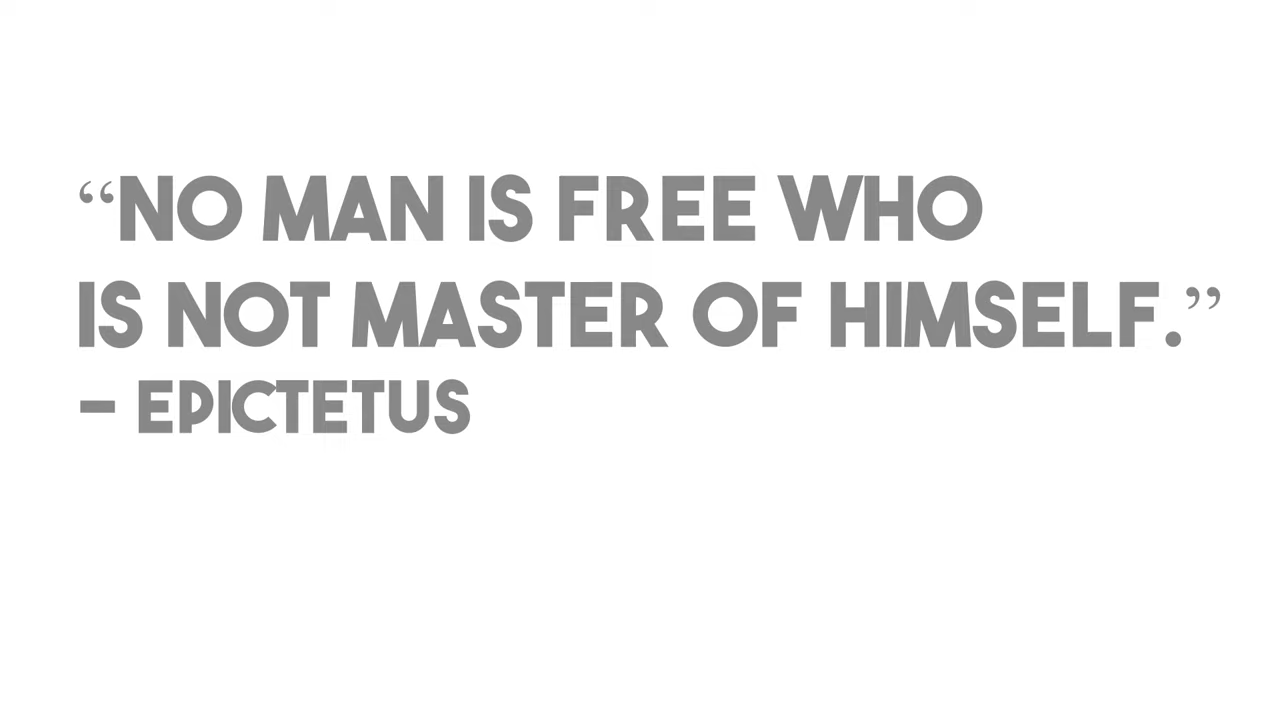 “NO MAN IS FREE WHO
IS NOT MASTER OF HIMSELF.”
– EPICTETUS